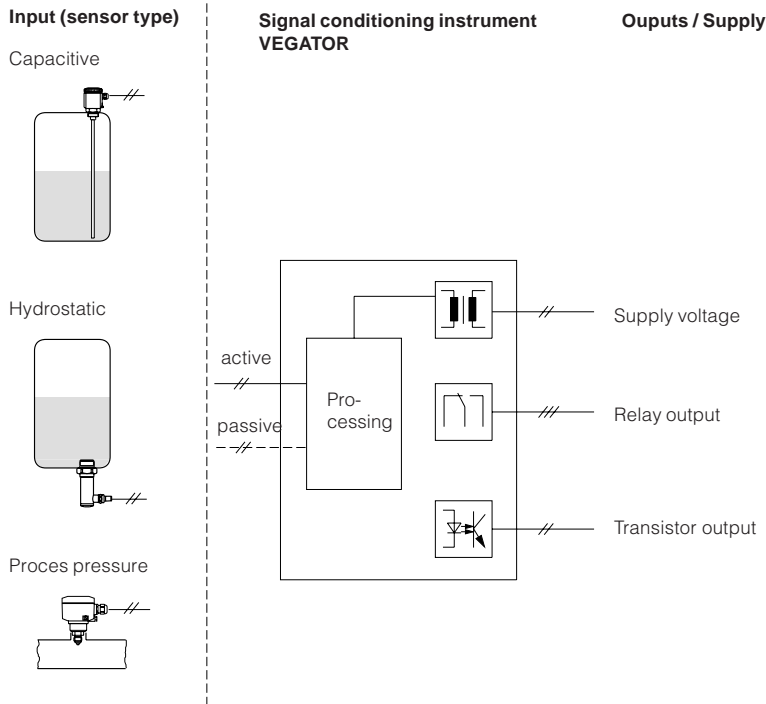 Input (sensor type)
Signal conditioning instrument
VEGATOR
Ouputs / Supply
Capacitive
Hydrostatic
Proces pressure
active
passive
Pro-
cessing
Supply voltage
Relay output
Transistor output